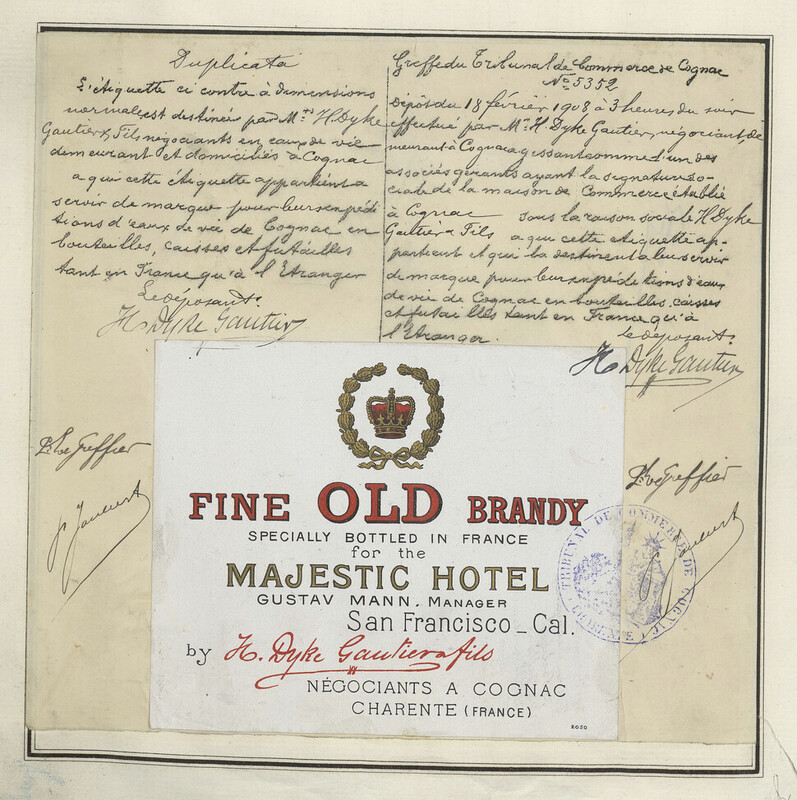 Duplicata
L'étiquette ci contre à dimensions
normales est destinée par Mrs H. Dyke
Gautier & Fils négociants en eaux de vie
demeurant et domiciliés à Cognac
a qui cette étiquette appartient a
servir de marque pour leurs expédi
tions d'eaux de vie de Cognac en
bouteilles, caisses et futailles
tant en France qu'à l'Etranger
Le déposant:
H. Dyke Gautier
Greffe du Tribunal de Commerce de Cognac
No 5352
Dépôt du 18 février 1908 à 3 heures du soir
effectué par Mr H. Dyke Gautier, négociant, de
meurant à Cognac agissant comme l'un des
associés gérants ayant la signature so-
ciale de la maison de Commerce établie
à Cognac sous la raison sociale H. Dyke
Gautier & Fils a qui cette étiquette ap-
partient et qui la destinent a leur servir
de marque pour leurs expéditions d'eaux
de vie de Cognac en bouteilles, caisses
et futailles tant en France qu'à
l'Etranger.
Le déposant:
H. Dyke Gautier
Le Greffier
Le Greffier
FINE OLD BRANDY
SPECIALLY BOTTLED IN FRANCE
for the
MAJESTIC HOTEL
GUSTAV MANN. MANAGER
San Francisco_Cal.
by H. Dyke Gautier & fils
NÉGOCIANTS A COGNAC
CHARENTE (FRANCE)
TRIBUNAL DE COMMERCE DE COGNAC
CHARENTE